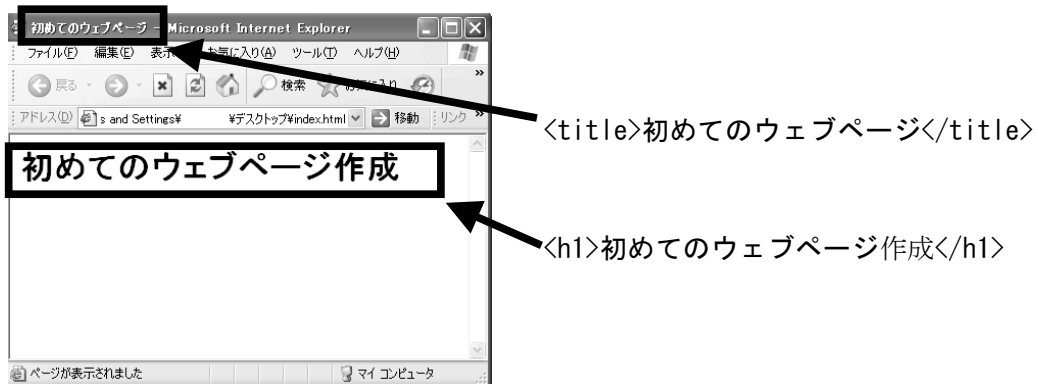 初めてのウェブページ - Microsoft Internet Explorer
ファイル(F) 編集(E) 表示 お気に入り(A) ツール(T) ヘルプ(H)
戻る 検索 お気に入り »
アドレス(D) s and Settings¥ ¥デスクトップ¥index.html 移動 リンク »
<title>初めてのウェブページ</title>
初めてのウェブページ作成
<h1>初めてのウェブページ作成</h1>
ページが表示されました マイ コンピュータ